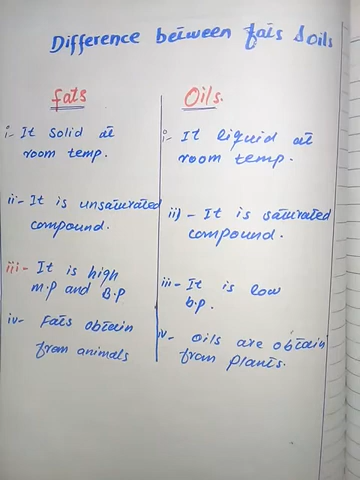 Difference between fats & oils
fats
i- It Solid at
room temp.
ii- It is unsaturated
compound.
iii- It is high
M.P and B.P
iv- Fats obtain
from animals
Oils.
i- It liquid at
room temp.
ii) - It is saturated
compound.
iii- It is low
b.p.
iv- oils are obtain
from plants.